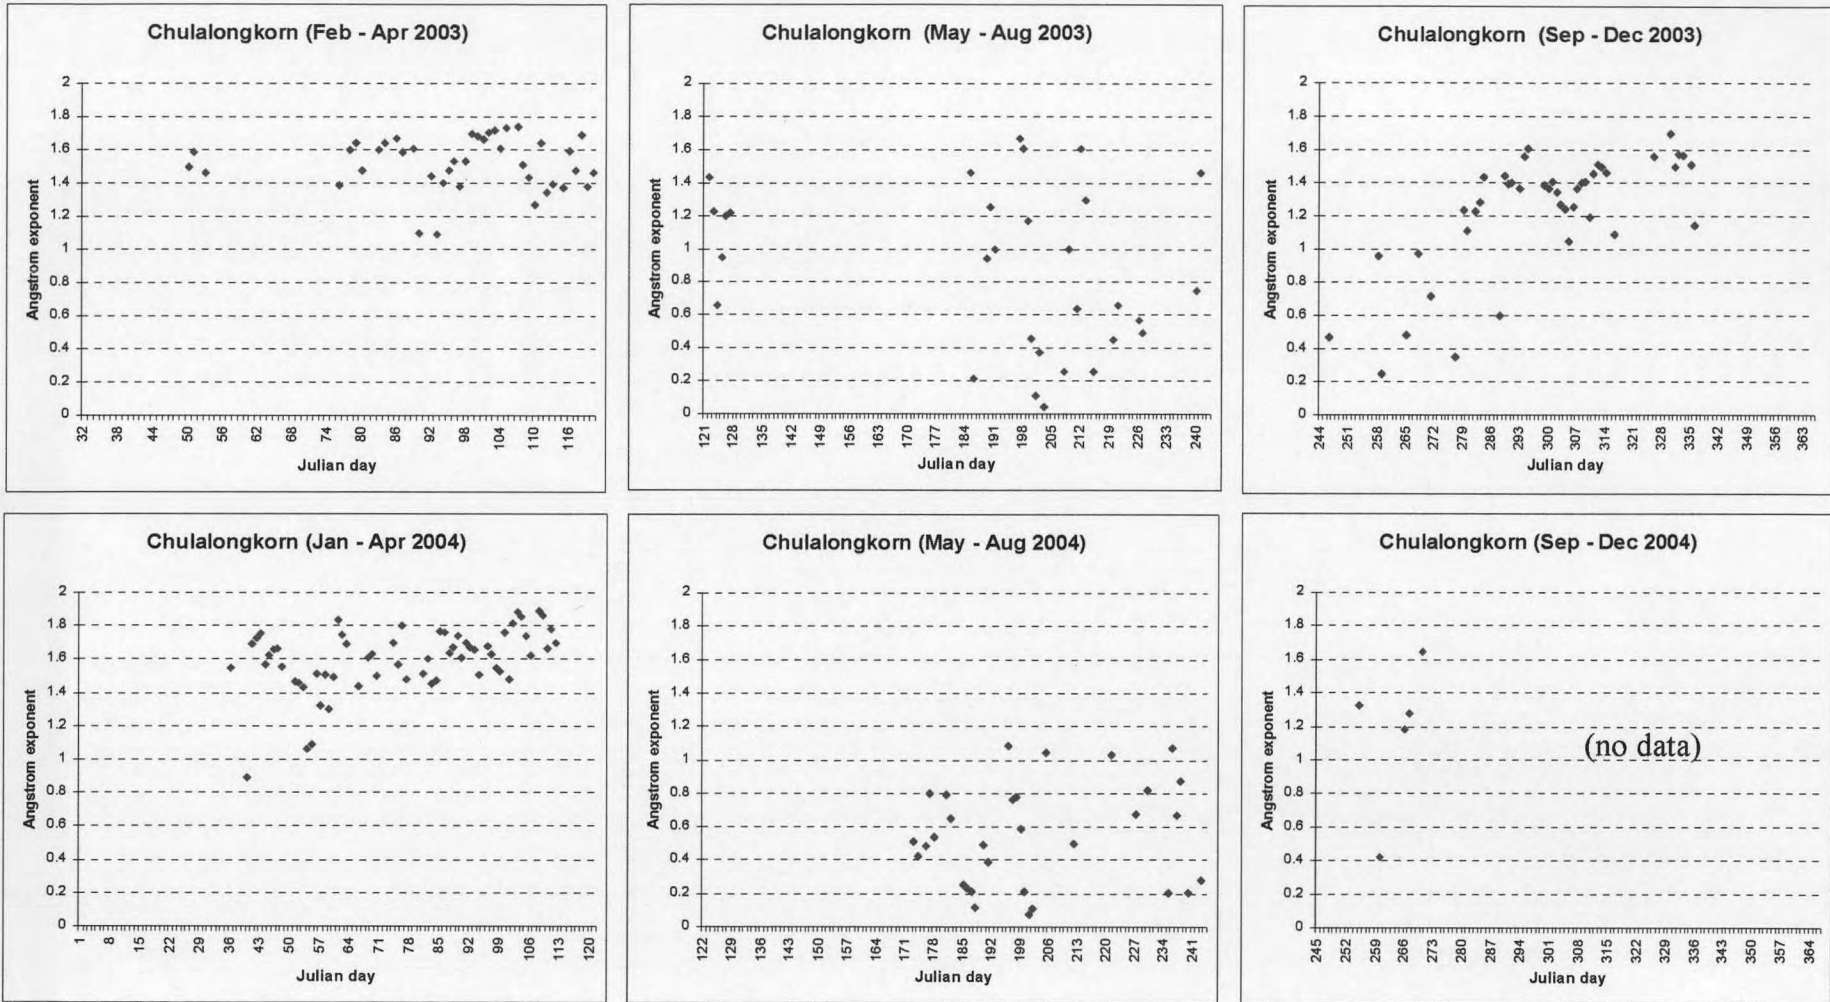 Chulalongkorn (Feb - Apr 2003)
2
1.8
1.6
1.4
1.2
1
0.8
0.6
0.4
0.2
0
Angstrom exponent
32 38 44 50 56 62 68 74 80 86 92 98 104 110 116
Julian day
Chulalongkorn (May - Aug 2003)
2
1.8
1.6
1.4
1.2
1
0.8
0.6
0.4
0.2
0
Angstrom exponent
121 128 135 142 149 156 163 170 177 184 191 198 205 212 219 226 233 240
Julian day
Chulalongkorn (Sep - Dec 2003)
2
1.8
1.6
1.4
1.2
1
0.8
0.6
0.4
0.2
0
Angstrom exponent
244 251 258 265 272 279 286 293 300 307 314 321 328 335 342 349 356 363
Julian day
Chulalongkorn (Jan - Apr 2004)
2
1.8
1.6
1.4
1.2
1
0.8
0.6
0.4
0.2
0
Angstrom exponent
1 8 15 22 29 36 43 50 57 64 71 78 85 92 99 106 113 120
Julian day
Chulalongkorn (May - Aug 2004)
2
1.8
1.6
1.4
1.2
1
0.8
0.6
0.4
0.2
0
Angstrom exponent
122 129 136 143 150 157 164 171 178 185 192 199 206 213 220 227 234 241
Julian day
Chulalongkorn (Sep - Dec 2004)
2
1.8
1.6
1.4
1.2
1
0.8
0.6
0.4
0.2
0
Angstrom exponent
(no data)
245 252 259 266 273 280 287 294 301 308 315 322 329 336 343 350 357 364
Julian day